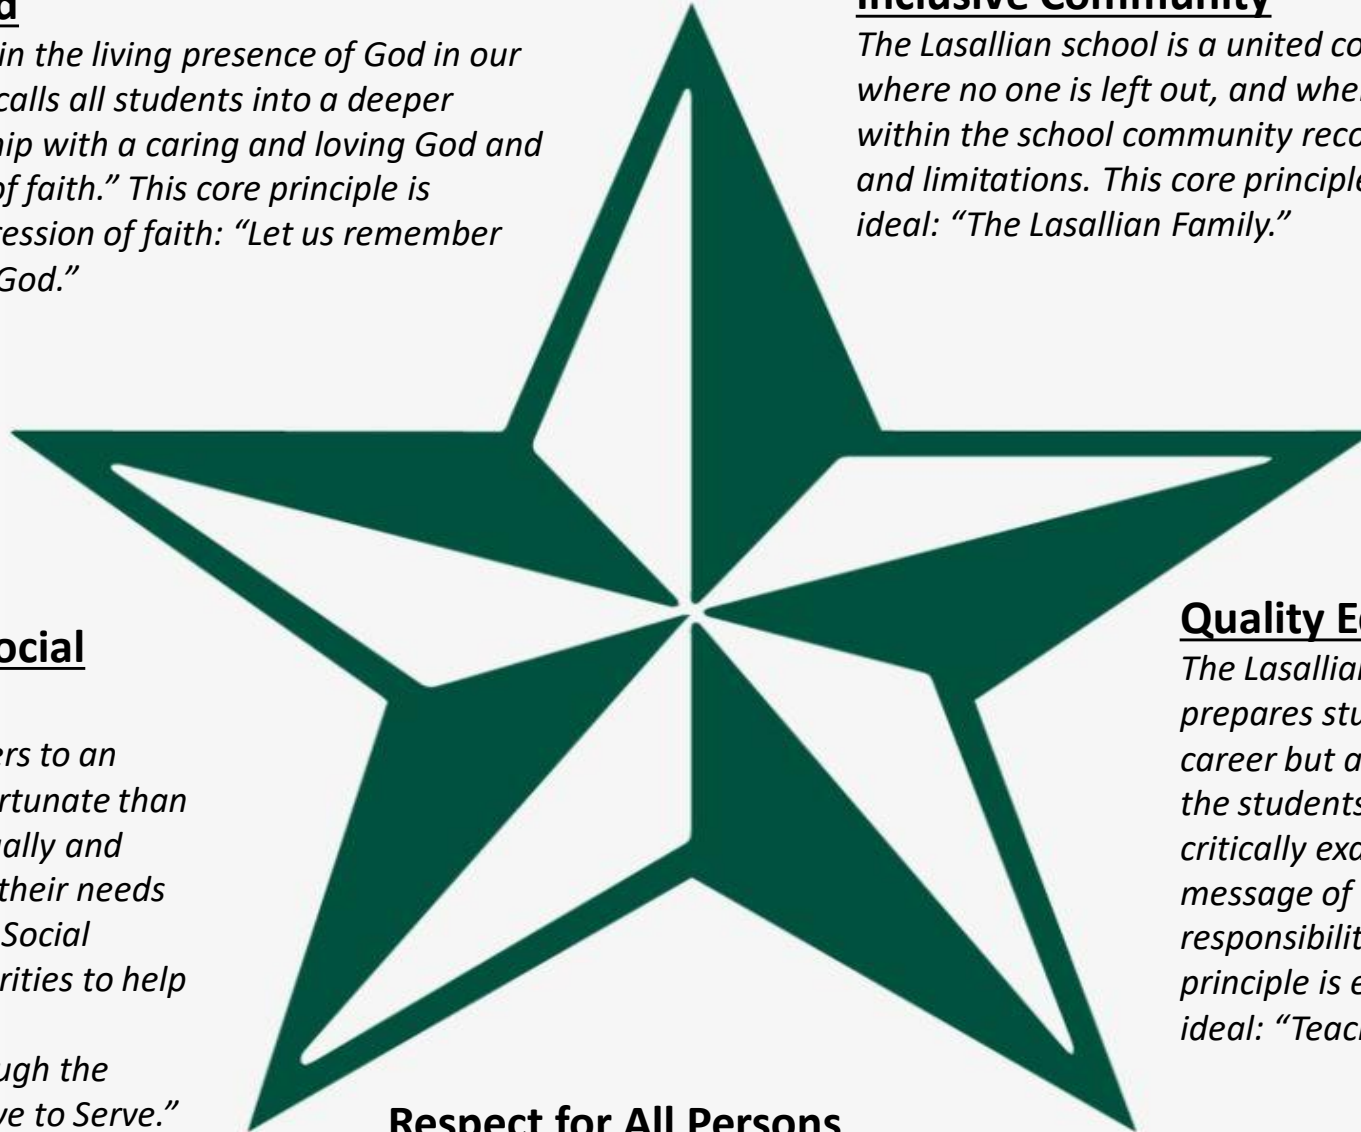 d
in the living presence of God in our
calls all students into a deeper
hip with a caring and loving God and
of faith.” This core principle is
ression of faith: “Let us remember
God.”
Inclusive Community
The Lasallian school is a united co
where no one is left out, and whe
within the school community reco
and limitations. This core principle
ideal: “The Lasallian Family.”
ocial
ers to an
rtunate than
ally and
their needs
Social
rities to help
ugh the
ve to Serve.”
Quality E
The Lasallia
prepares stu
career but a
the students
critically exa
message of
responsibilit
principle is e
ideal: “Teac
Respect for All Persons